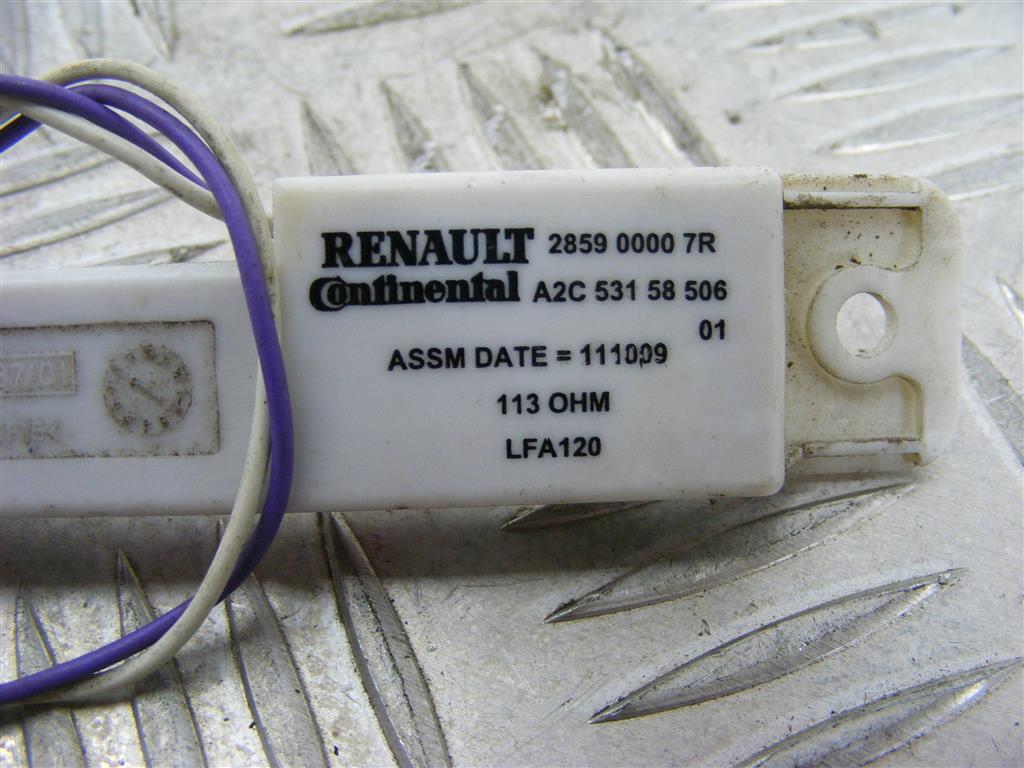 RENAULT 2859 0000 7R
Continental A2C 531 58 506
01
ASSM DATE = 111009
113 OHM
LFA120